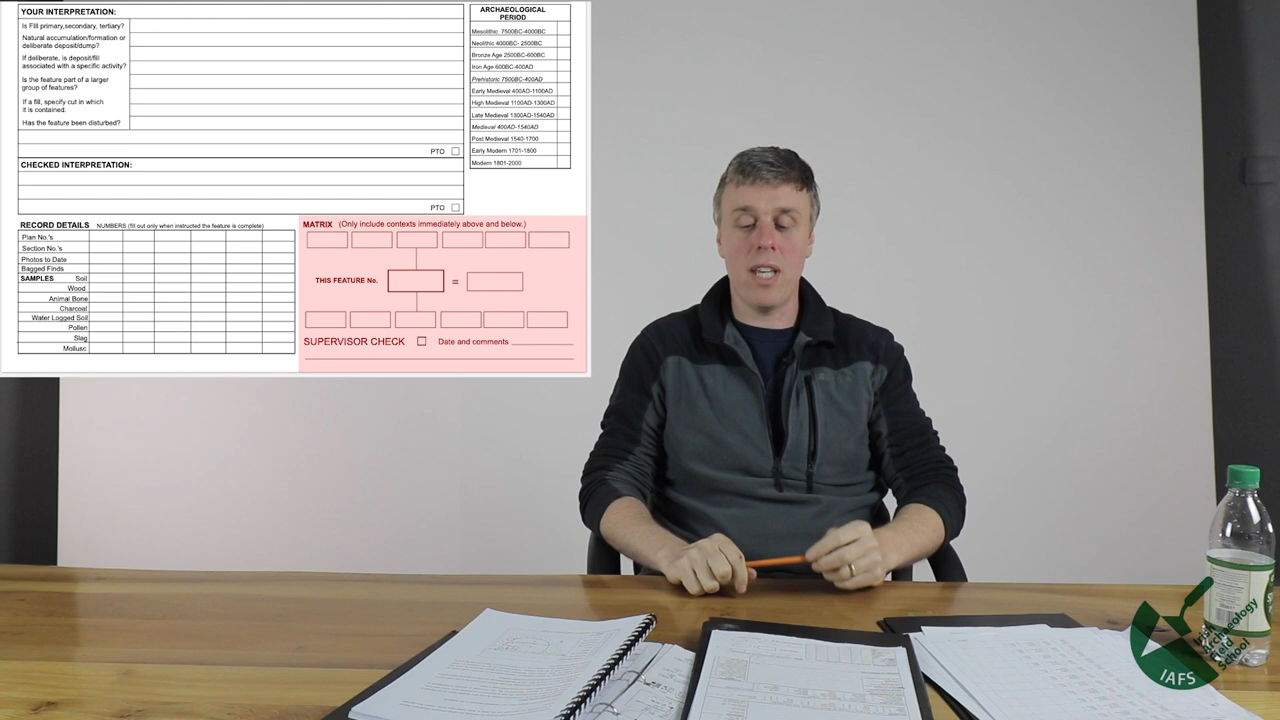 YOUR INTERPRETATION:
Is Fill primary,secondary, tertiary?
Natural accumulation/formation or
deliberate deposit/dump?
If deliberate, is deposit/fill
associated with a specific activity?
Is the feature part of a larger
group of features?
If a fill, specify cut in which
it is contained.
Has the feature been disturbed?
PTO
CHECKED INTERPRETATION:
PTO
ARCHAEOLOGICAL
PERIOD
Mesolithic 7500BC-4000BC
Neolithic 4000BC- 2500BC
Bronze Age 2500BC-600BC
Iron Age 600BC-400AD
Prehistoric 7500BC-400AD
Early Medieval 400AD-1100AD
High Medieval 1100AD-1300AD
Late Medieval 1300AD-1540AD
Medieval 400AD-1540AD
Post Medieval 1540-1700
Early Modern 1701-1800
Modern 1801-2000
RECORD DETAILS NUMBERS (fill out only when instructed the feature is complete)
Plan No.'s
Section No.'s
Photos to Date
Bagged Finds
SAMPLES Soil
Wood
Animal Bone
Charcoal
Water Logged Soil
Pollen
Slag
Mollusc
MATRIX (Only include contexts immediately above and below.)
THIS FEATURE No. =
SUPERVISOR CHECK Date and comments
Irish
Archaeology
Field
School
IAFS